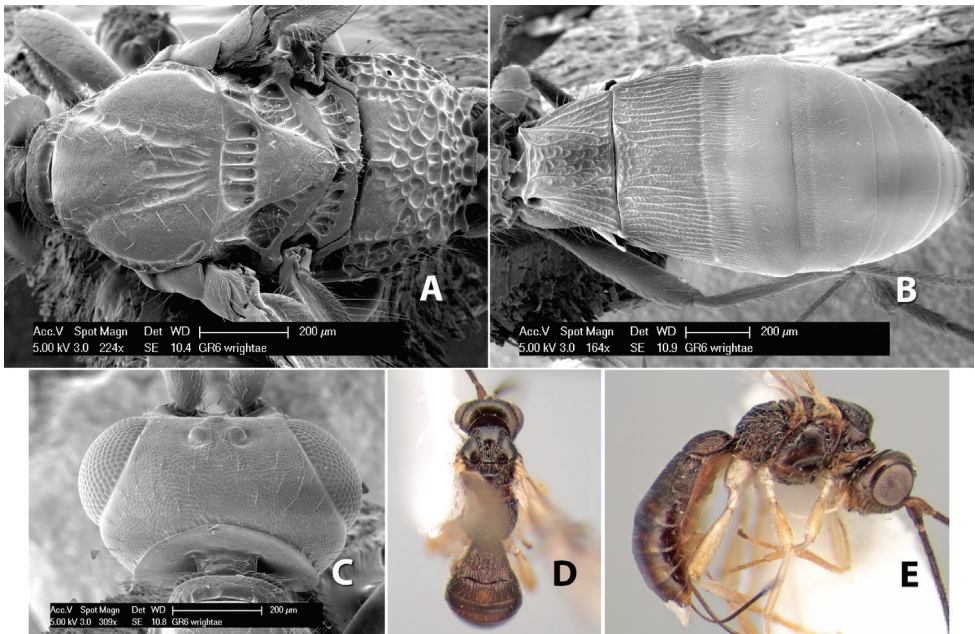 A
Acc.V Spot Magn Det WD 200 µm
5.00 kV 3.0 224x SE 10.4 GR6 wrightae
B
Acc.V Spot Magn Det WD 200 µm
5.00 kV 3.0 164x SE 10.9 GR6 wrightae
C
Acc.V Spot Magn Det WD 200 µm
5.00 kV 3.0 309x SE 10.8 GR6 wrightae
D
E